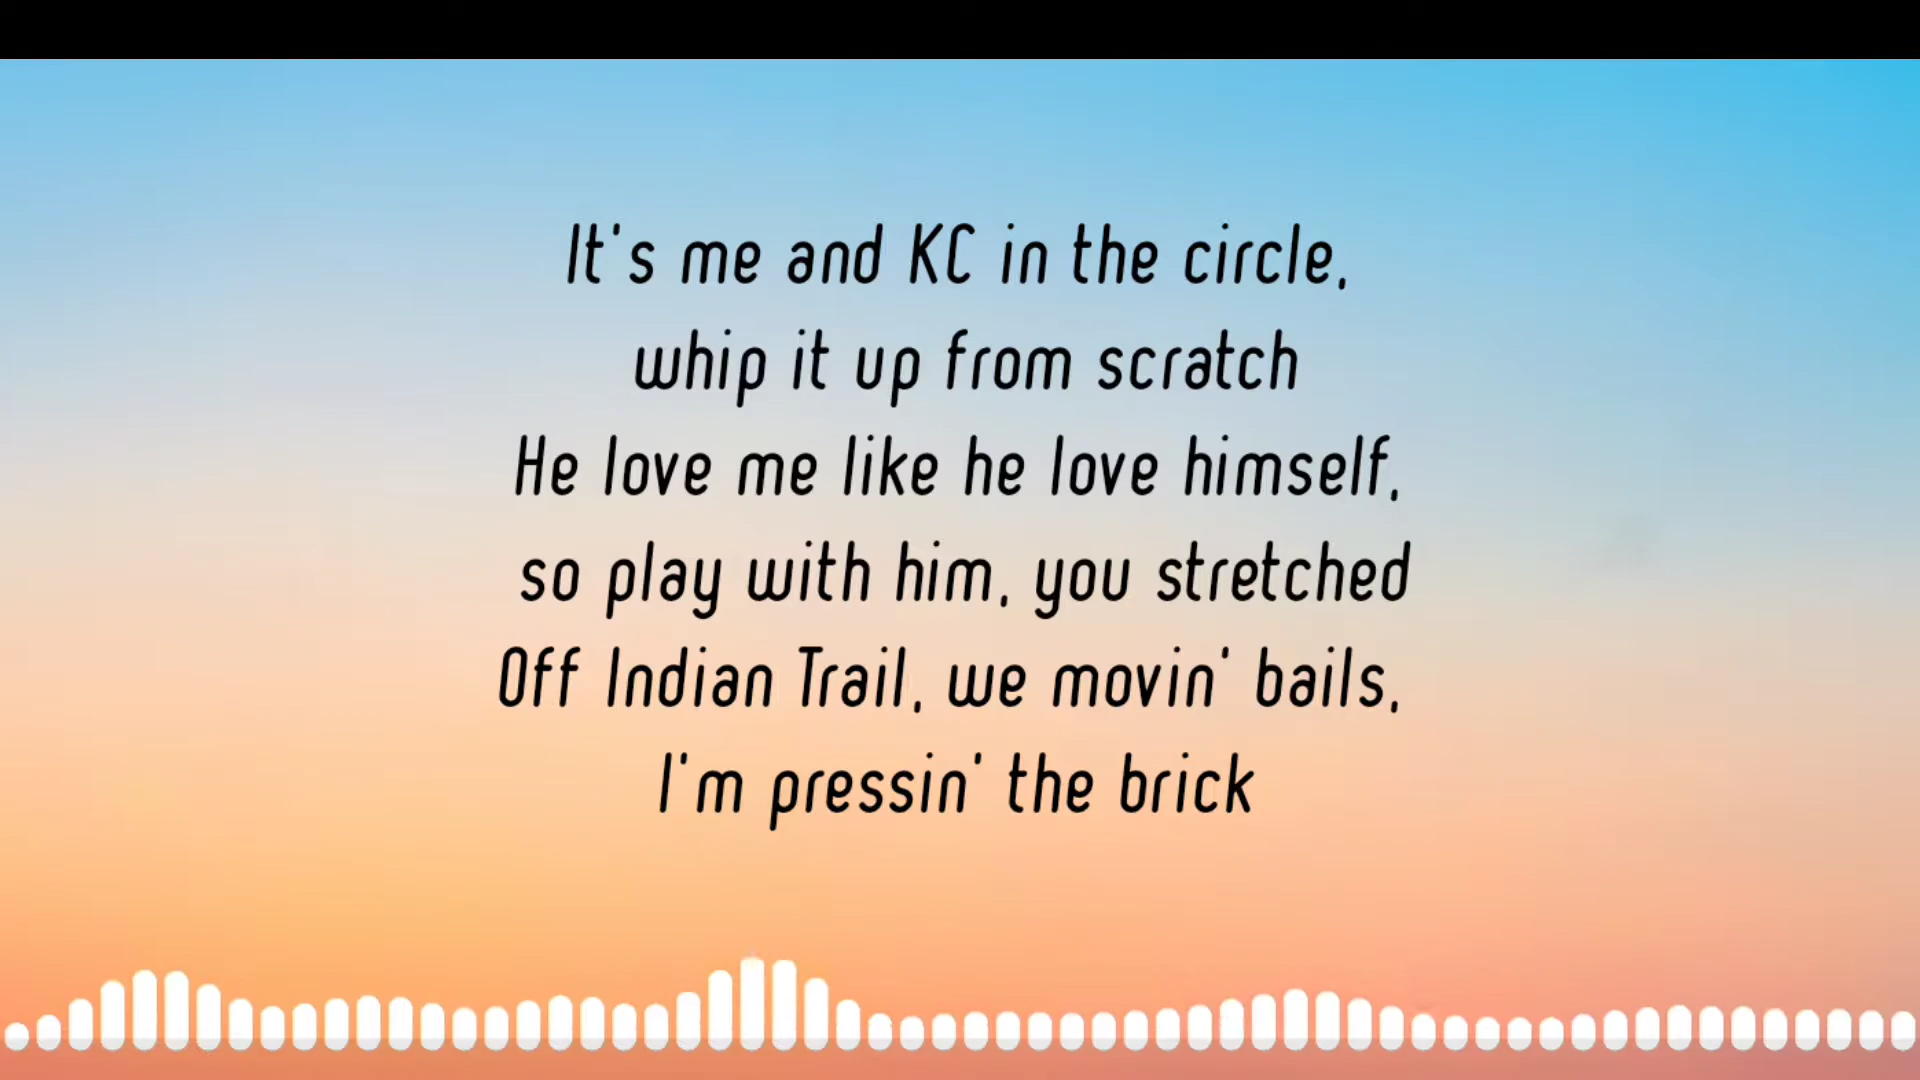 It's me and KC in the circle,
whip it up from scratch
He love me like he love himself,
so play with him, you stretched
Off Indian Trail, we movin' bails,
I'm pressin' the brick